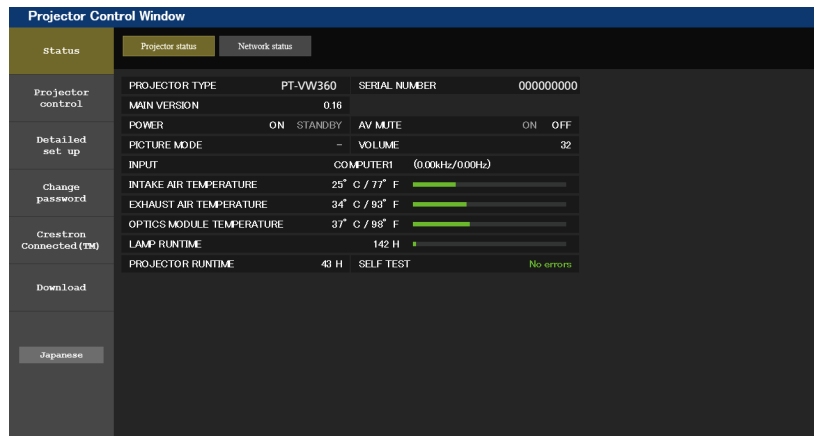 Projector Control Window
Status
Projector control
Detailed set up
Change password
Crestron Connected(TM)
Download
Japanese
Projector status Network status
PROJECTOR TYPE PT-VW360 SERIAL NUMBER 000000000
MAIN VERSION 0.16
POWER ON STANDBY AV MUTE ON OFF
PICTURE MODE – VOLUME 32
INPUT COMPUTER1 (0.00kHz/0.00Hz)
INTAKE AIR TEMPERATURE 25° C / 77° F
EXHAUST AIR TEMPERATURE 34° C / 93° F
OPTICS MODULE TEMPERATURE 37° C / 98° F
LAMP RUNTIME 142 H
PROJECTOR RUNTIME 43 H SELF TEST No errors